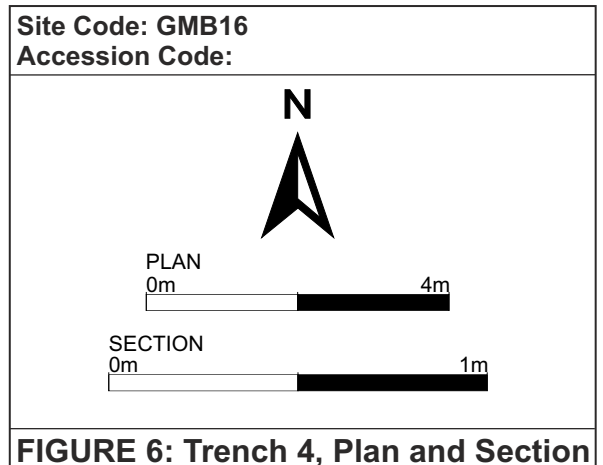 Site Code: GMB16
Accession Code:
N
PLAN
0m 4m
SECTION
0m 1m
FIGURE 6: Trench 4, Plan and Section